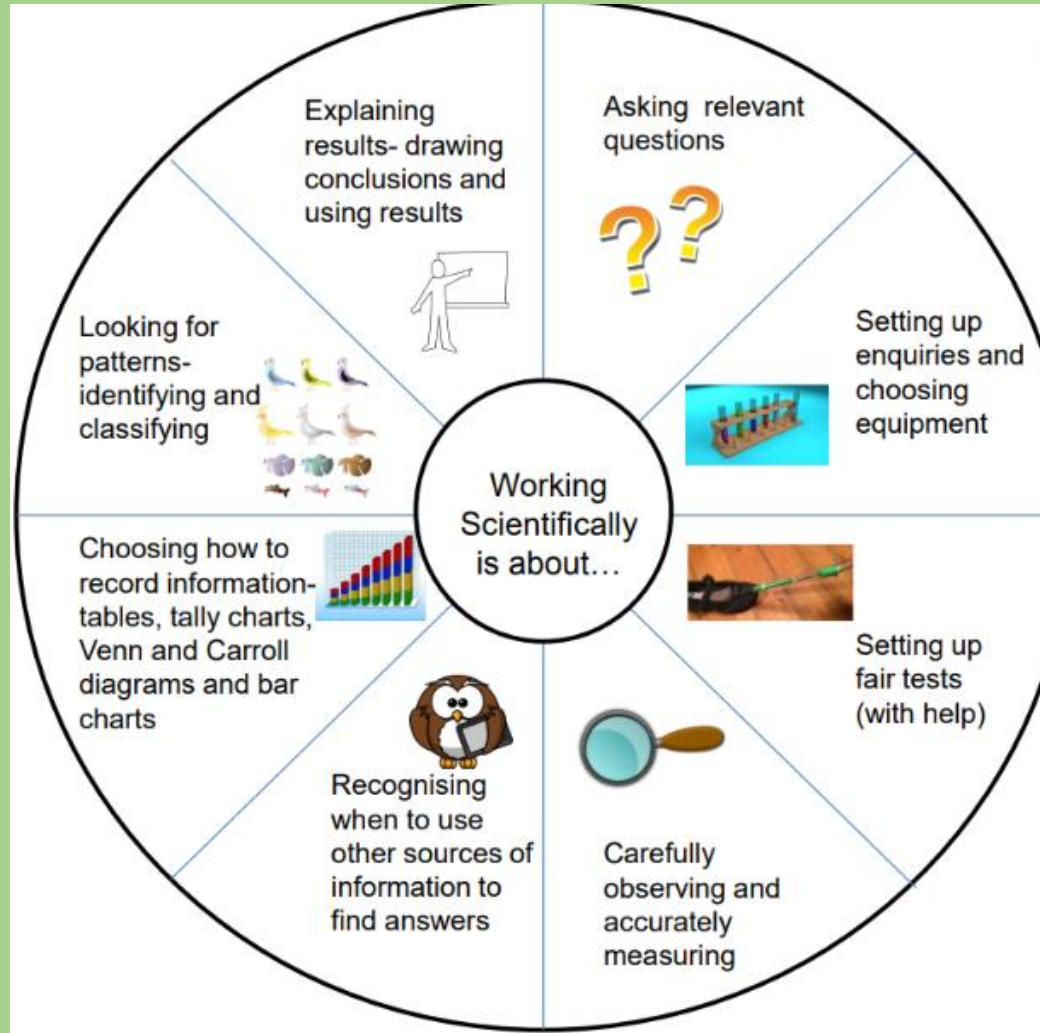 Working
Scientifically
is about…
Asking relevant
questions
Setting up
enquiries and
choosing
equipment
Setting up
fair tests
(with help)
Carefully
observing and
accurately
measuring
Recognising
when to use
other sources of
information to
find answers
Choosing how to
record information-
tables, tally charts,
Venn and Carroll
diagrams and bar
charts
Looking for
patterns-
identifying and
classifying
Explaining
results- drawing
conclusions and
using results